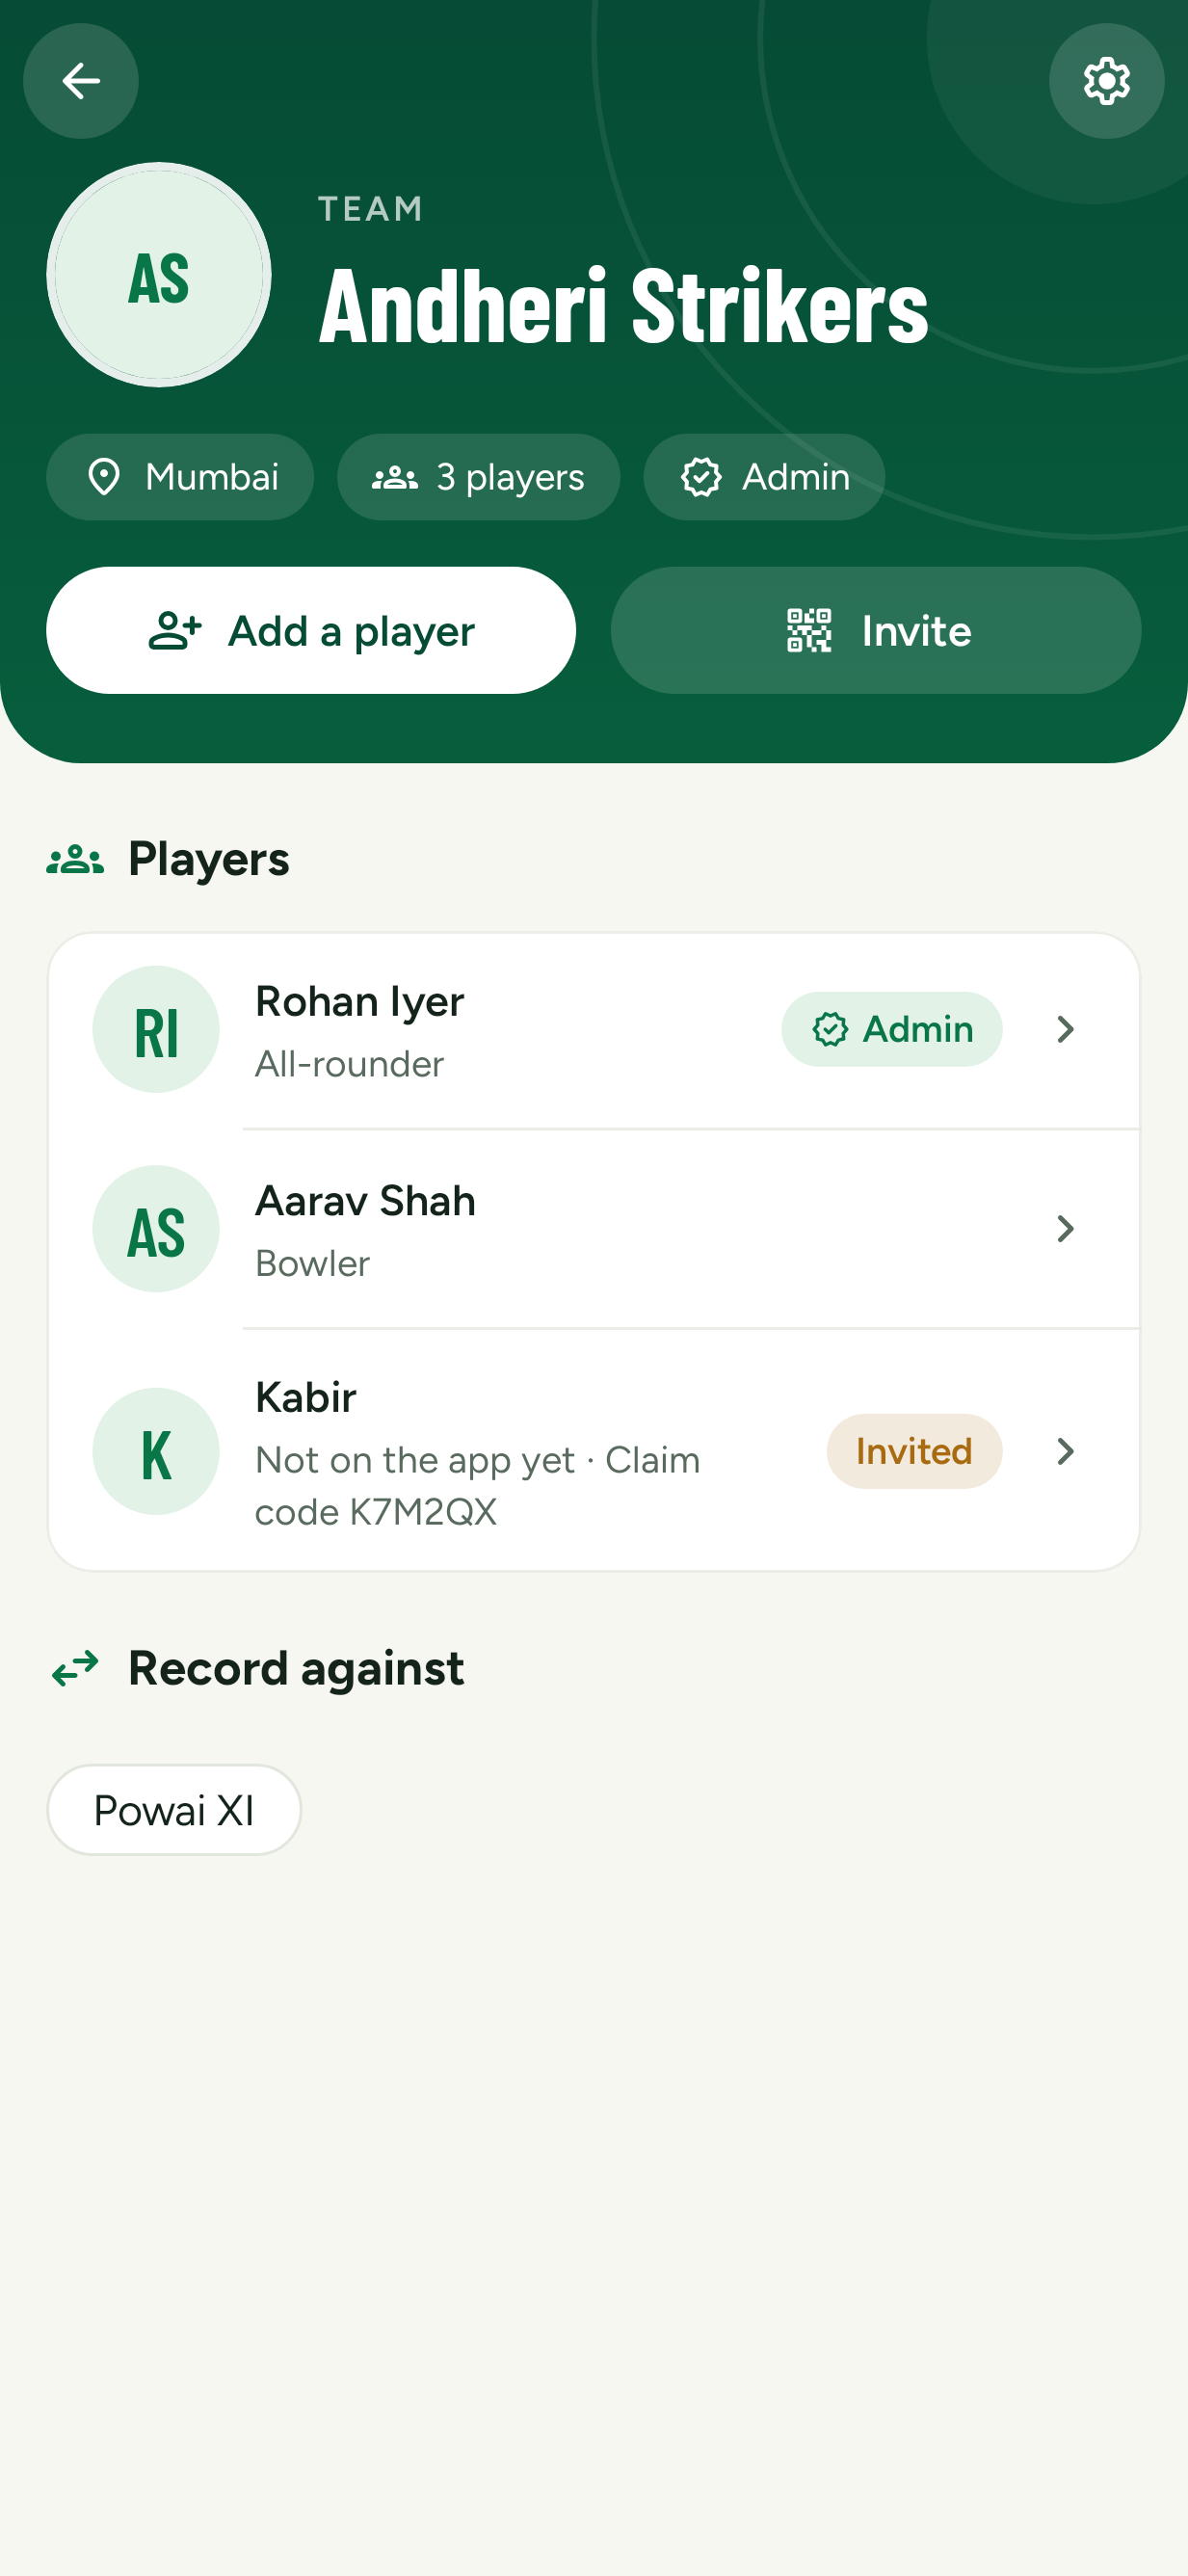 AS
TEAM
Andheri Strikers
Mumbai
3 players
Admin
Add a player
Invite
Players
RI
Rohan Iyer
All-rounder
Admin
AS
Aarav Shah
Bowler
K
Kabir
Not on the app yet · Claim
code K7M2QX
Invited
Record against
Powai XI